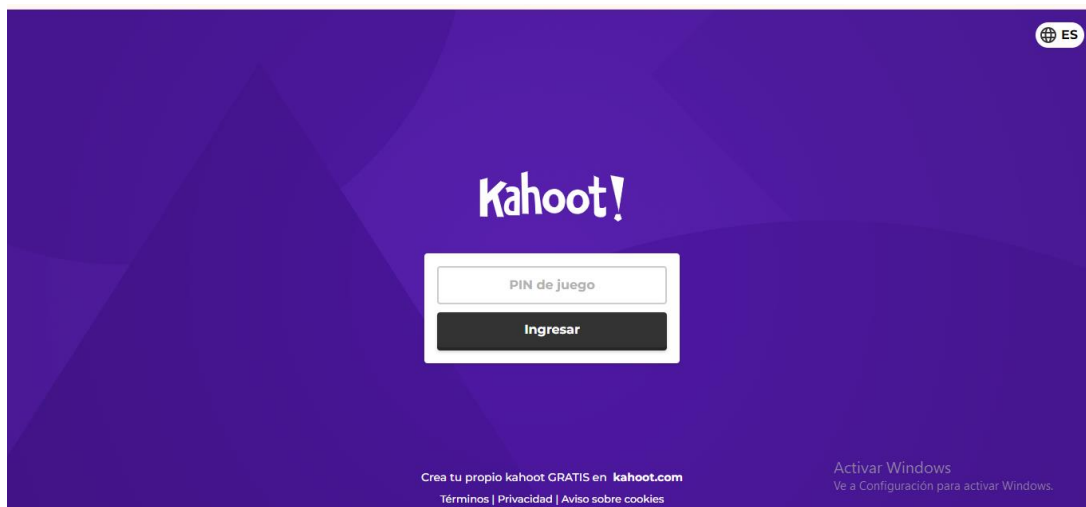 ES
Kahoot!
PIN de juego
Ingresar
Crea tu propio kahoot GRATIS en kahoot.com
Términos | Privacidad | Aviso sobre cookies
Activar Windows
Ve a Configuración para activar Windows.